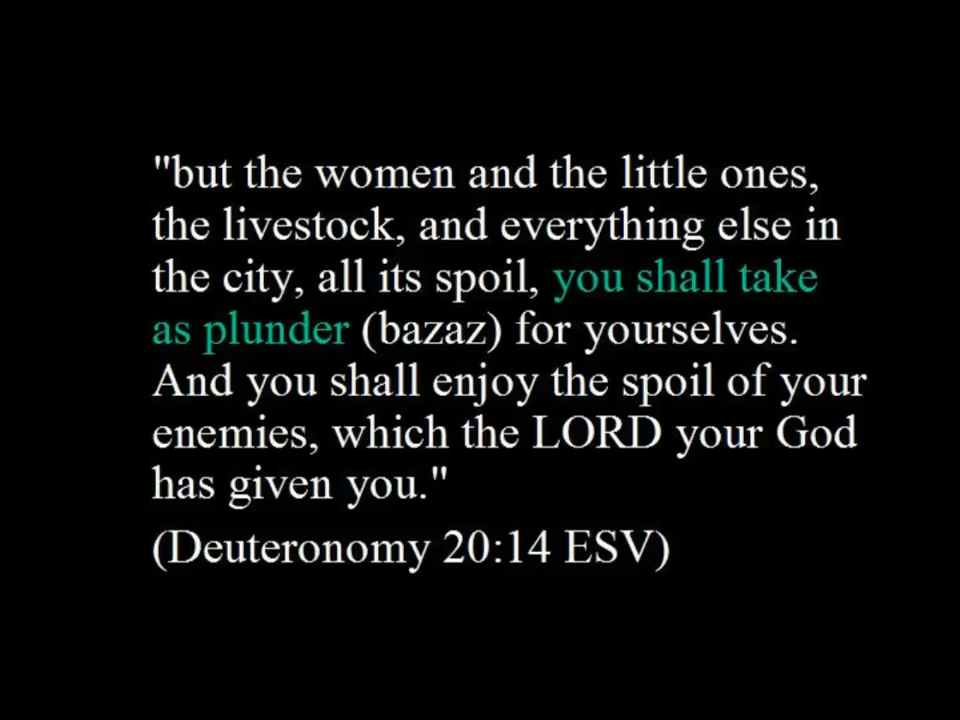 "but the women and the little ones,
the livestock, and everything else in
the city, all its spoil, you shall take
as plunder (bazaz) for yourselves.
And you shall enjoy the spoil of your
enemies, which the LORD your God
has given you."
(Deuteronomy 20:14 ESV)